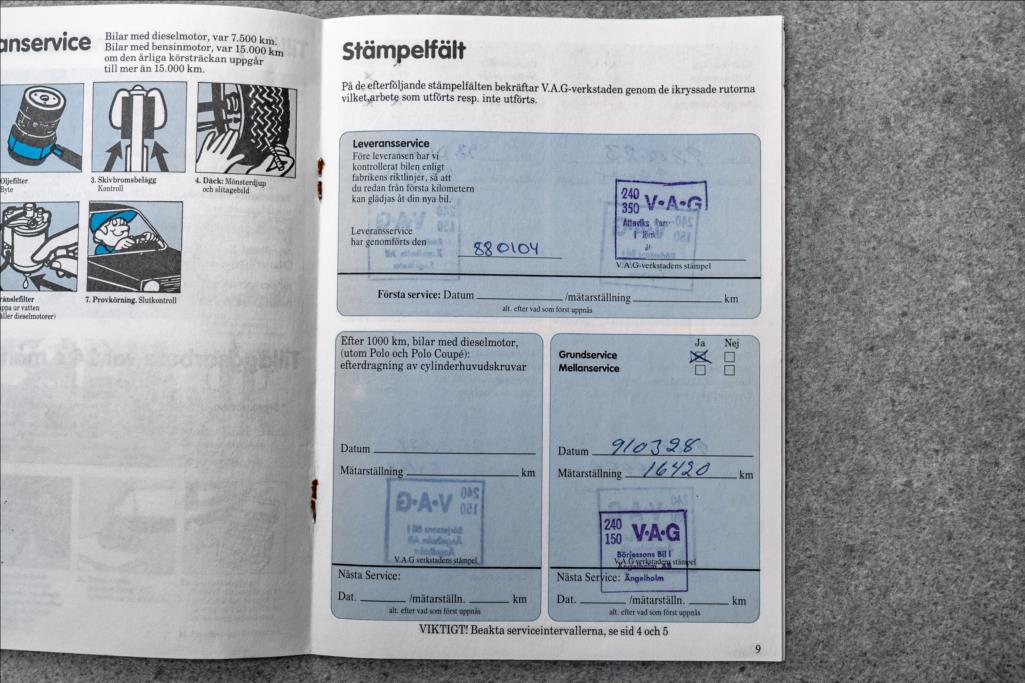 anservice
Bilar med dieselmotor, var 7.500 km.
Bilar med bensinmotor, var 15.000 km
om den årliga körsträckan uppgår
till mer än 15.000 km.
Oljefilter
Byte
3. Skivbromsbelägg
Kontroll
4. Däck: Mönsterdjup
och slitagebild
ränslefilter
ppa ur vatten
äller dieselmotorer)
7. Provkörning. Slutkontroll
Stämpelfält
På de efterföljande stämpelfälten bekräftar V.A.G-verkstaden genom de ikryssade rutorna
vilket arbete som utförts resp. inte utförts.
Leveransservice
Före leveransen har vi
kontrollerat bilen enligt
fabrikens riktlinjer, så att
du redan från första kilometern
kan glädjas åt din nya bil.
Leveransservice
har genomförts den 880104
240
350 V·A·G
V.A.G-verkstadens stämpel
Första service: Datum /mätarställning km
alt. efter vad som först uppnås
Efter 1000 km, bilar med dieselmotor,
(utom Polo och Polo Coupé):
efterdragning av cylinderhuvudskruvar
Datum
Mätarställning km
V.A.G verkstadens stämpel
Nästa Service:
Dat. /mätarställn. km
alt. efter vad som först uppnås
Ja Nej
Grundservice
Mellanservice
Datum 910328
Mätarställning 16420 km
240
150 V·A·G
Börjessons Bil i
Ängelholm AB
V.A.G verkstadens stämpel
Ängelholm
Nästa Service:
Dat. /mätarställn. km
alt. efter vad som först uppnås
VIKTIGT! Beakta serviceintervallerna, se sid 4 och 5
9